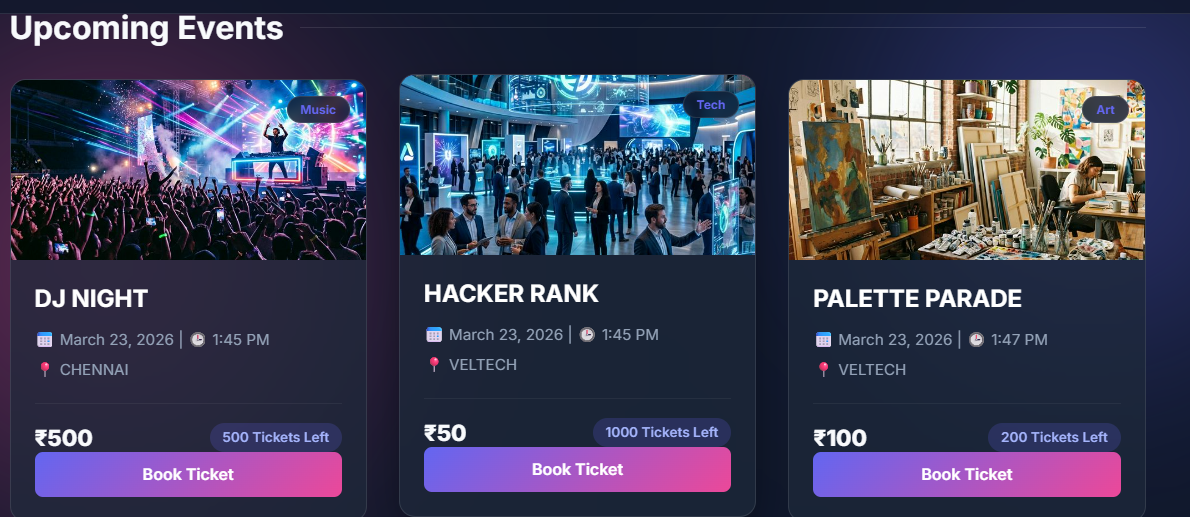 Upcoming Events
Music
DJ NIGHT
March 23, 2026 | 1:45 PM
CHENNAI
₹500
500 Tickets Left
Book Ticket
Tech
HACKER RANK
March 23, 2026 | 1:45 PM
VELTECH
₹50
1000 Tickets Left
Book Ticket
Art
PALETTE PARADE
March 23, 2026 | 1:47 PM
VELTECH
₹100
200 Tickets Left
Book Ticket